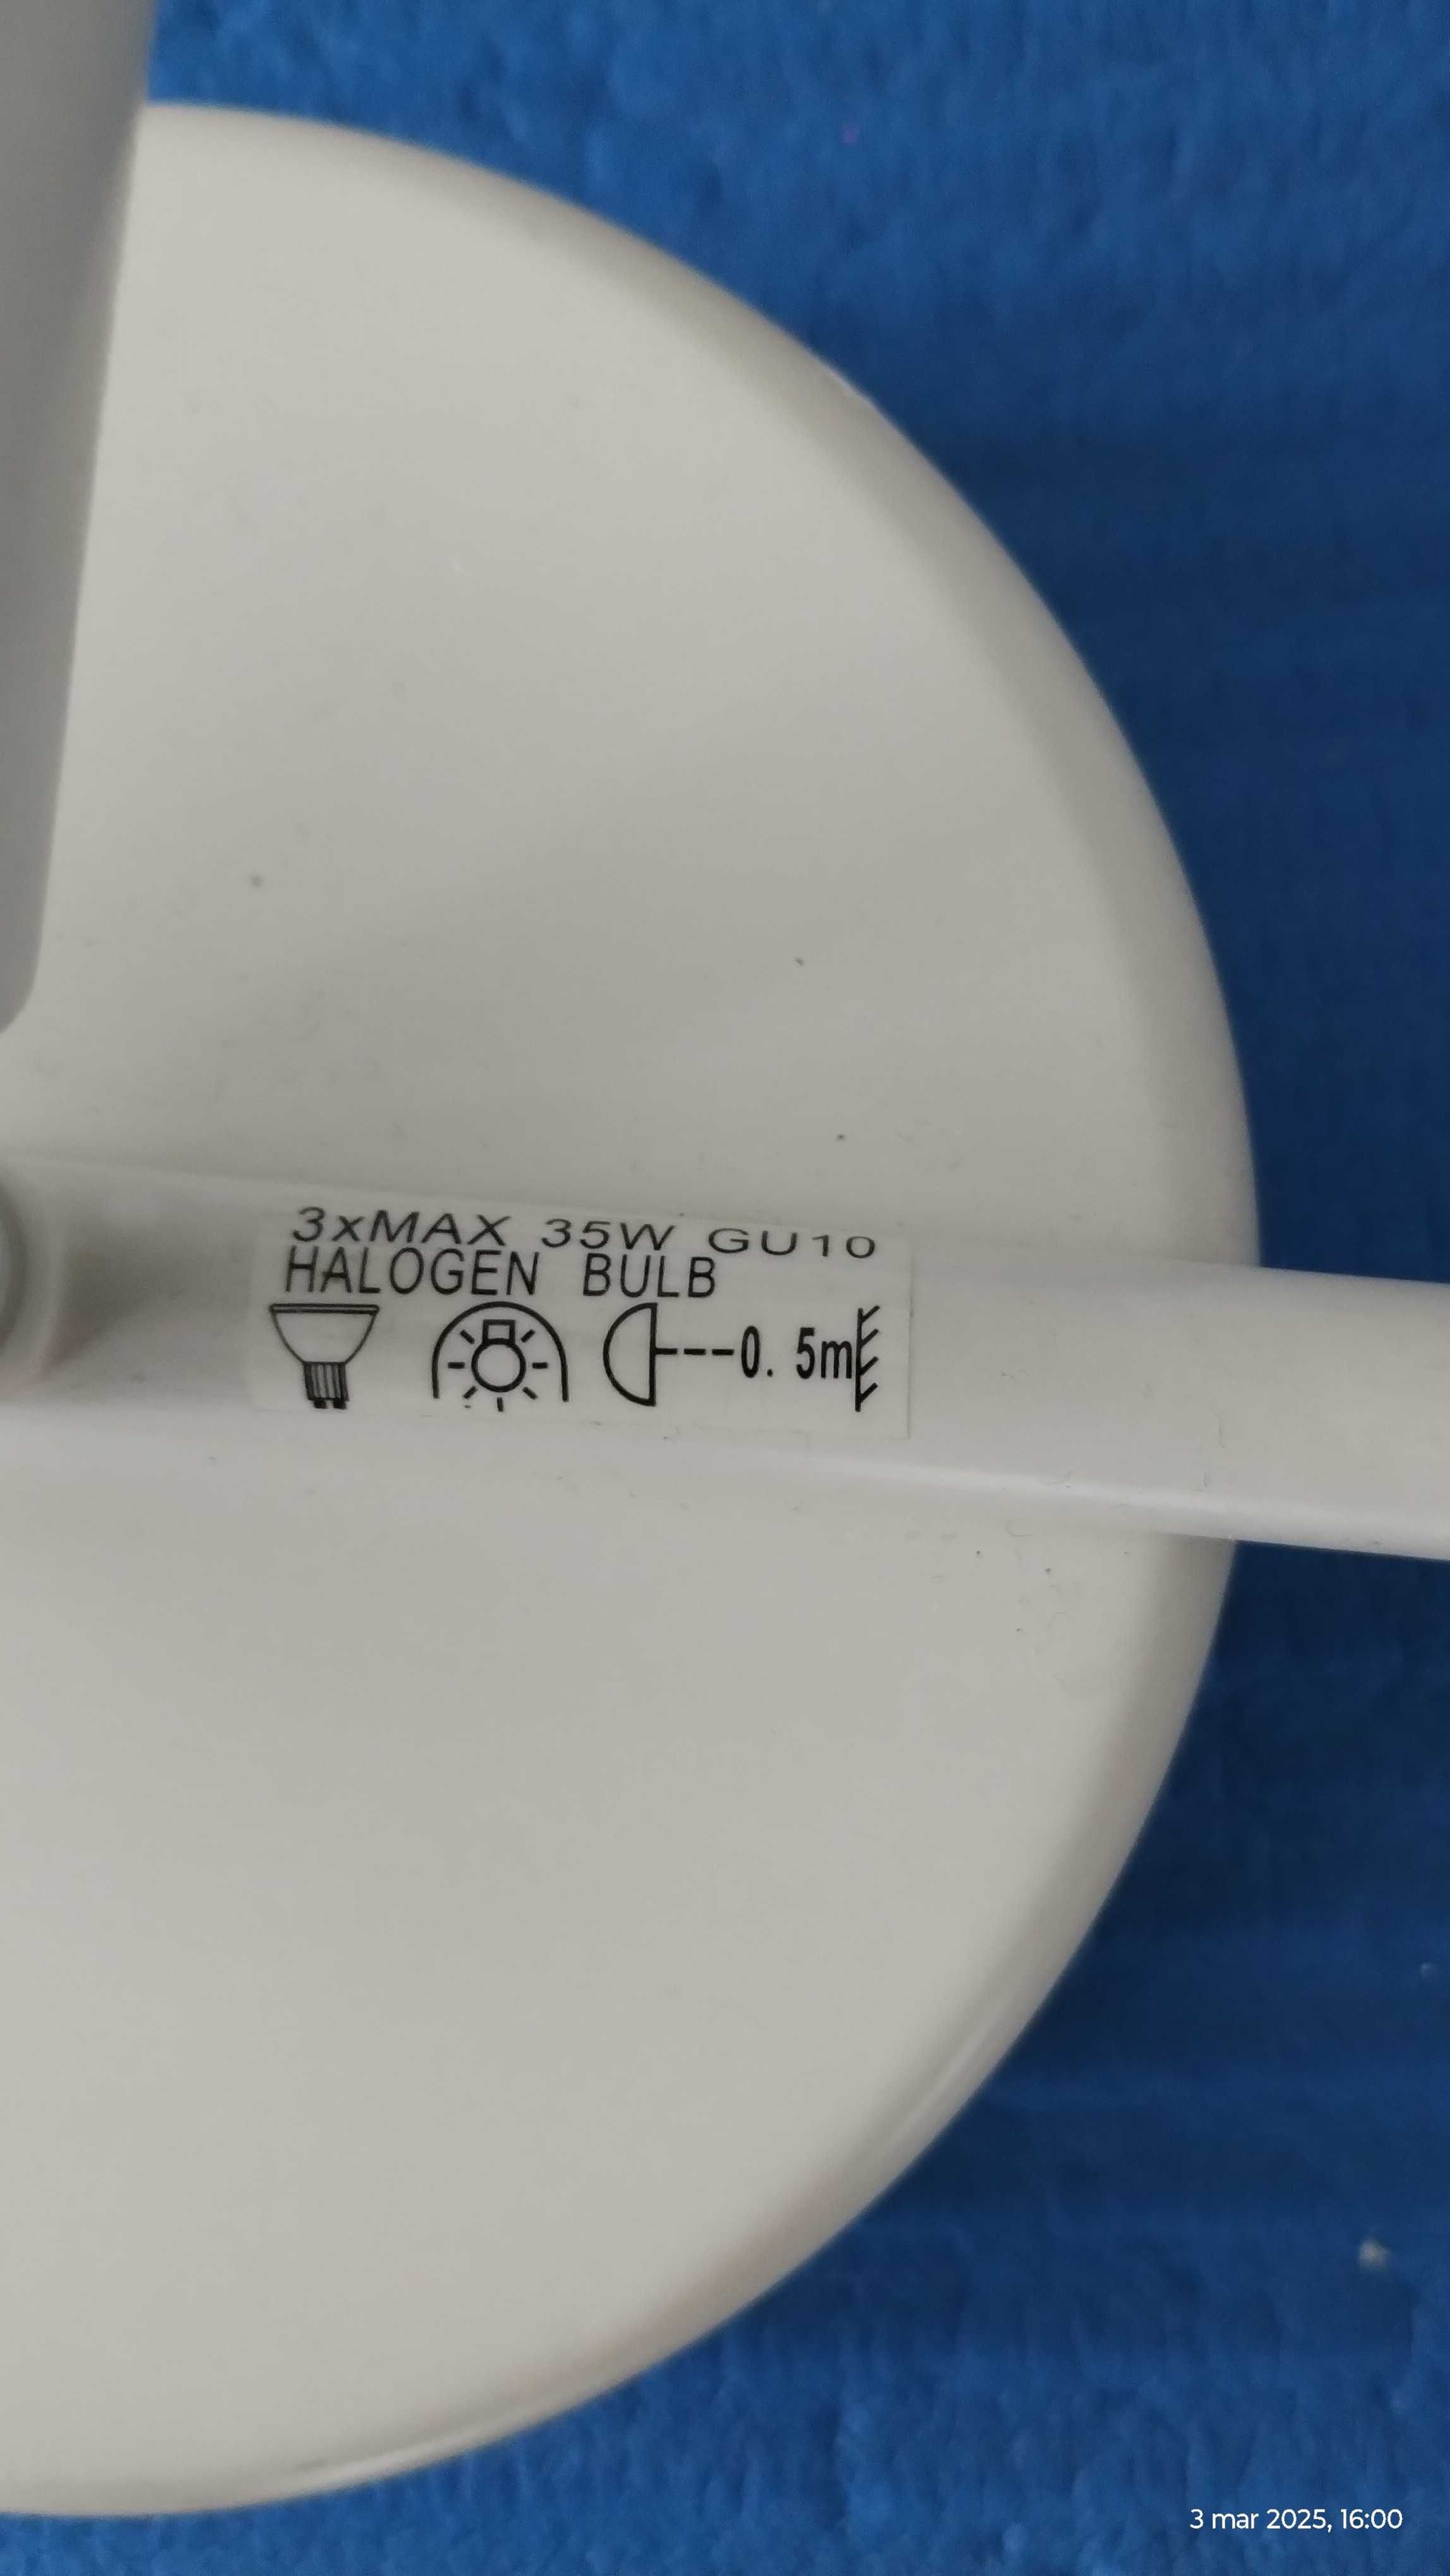 3xMAX 35W GU10
HALOGEN BULB
0.5m
3 mar 2025, 16:00